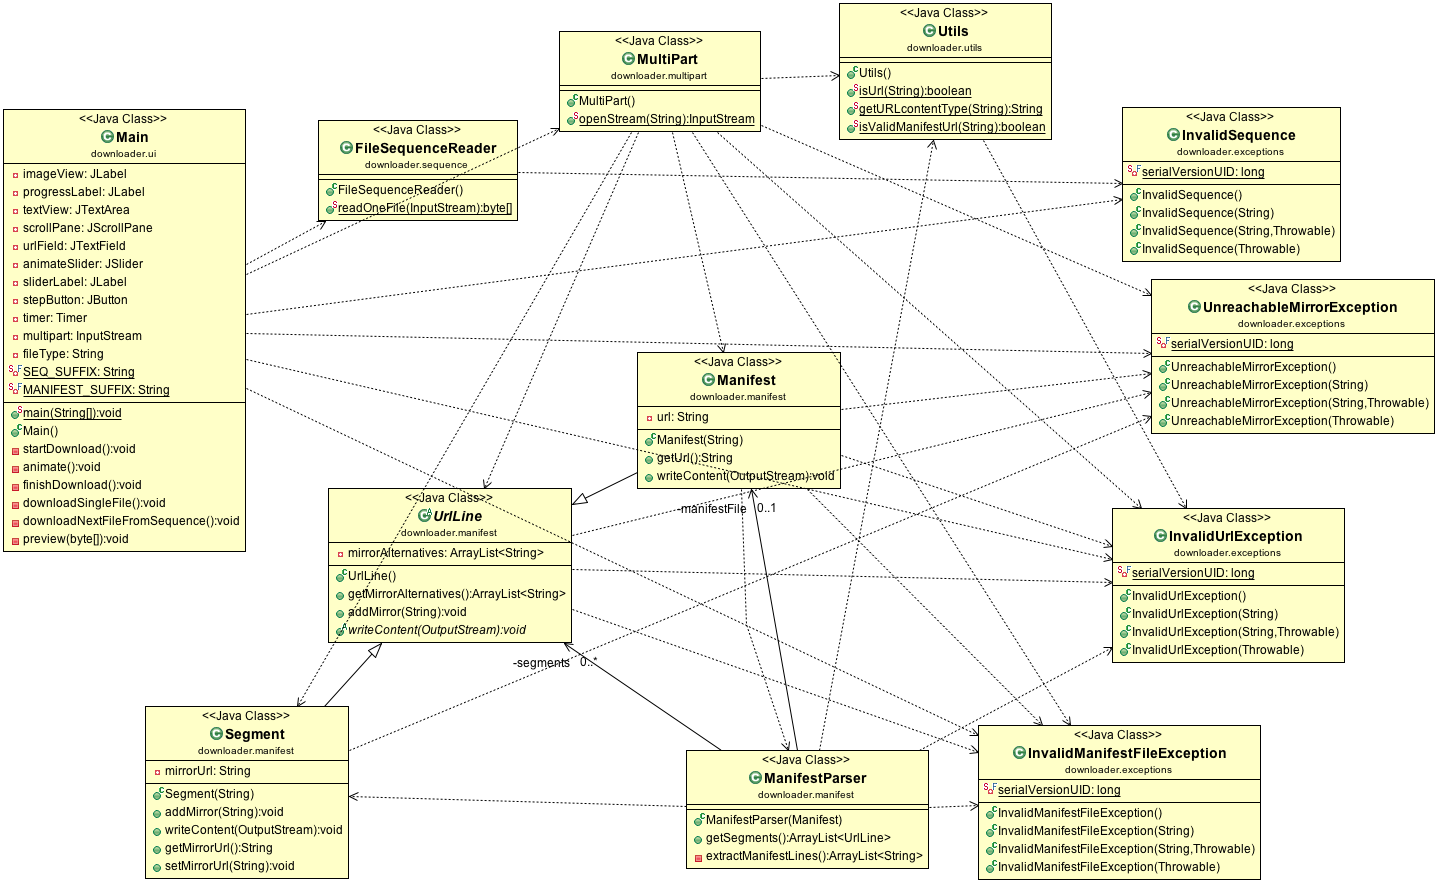 <<Java Class>>
Main
downloader.ui
imageView: JLabel
progressLabel: JLabel
textView: JTextArea
scrollPane: JScrollPane
urlField: JTextField
animateSlider: JSlider
sliderLabel: JLabel
stepButton: JButton
timer: Timer
multipart: InputStream
fileType: String
SEQ_SUFFIX: String
MANIFEST_SUFFIX: String
main(String[]):void
Main()
startDownload():void
animate():void
finishDownload():void
downloadSingleFile():void
downloadNextFileFromSequence():void
preview(byte[]):void
<<Java Class>>
FileSequenceReader
downloader.sequence
FileSequenceReader()
readOneFile(InputStream):byte[]
<<Java Class>>
MultiPart
downloader.multipart
MultiPart()
openStream(String):InputStream
<<Java Class>>
Utils
downloader.utils
Utils()
isUrl(String):boolean
getURLcontentType(String):String
isValidManifestUrl(String):boolean
<<Java Class>>
InvalidSequence
downloader.exceptions
serialVersionUID: long
InvalidSequence()
InvalidSequence(String)
InvalidSequence(String,Throwable)
InvalidSequence(Throwable)
<<Java Class>>
UnreachableMirrorException
downloader.exceptions
serialVersionUID: long
UnreachableMirrorException()
UnreachableMirrorException(String)
UnreachableMirrorException(String,Throwable)
UnreachableMirrorException(Throwable)
<<Java Class>>
Manifest
downloader.manifest
url: String
Manifest(String)
getUrl():String
writeContent(OutputStream):void
-manifestFile 0..1
<<Java Class>>
UrlLine
downloader.manifest
mirrorAlternatives: ArrayList<String>
UrlLine()
getMirrorAlternatives():ArrayList<String>
addMirror(String):void
writeContent(OutputStream):void
-segments 0..*
<<Java Class>>
InvalidUrlException
downloader.exceptions
serialVersionUID: long
InvalidUrlException()
InvalidUrlException(String)
InvalidUrlException(String,Throwable)
InvalidUrlException(Throwable)
<<Java Class>>
Segment
downloader.manifest
mirrorUrl: String
Segment(String)
addMirror(String):void
writeContent(OutputStream):void
getMirrorUrl():String
setMirrorUrl(String):void
<<Java Class>>
ManifestParser
downloader.manifest
ManifestParser(Manifest)
getSegments():ArrayList<UrlLine>
extractManifestLines():ArrayList<String>
<<Java Class>>
InvalidManifestFileException
downloader.exceptions
serialVersionUID: long
InvalidManifestFileException()
InvalidManifestFileException(String)
InvalidManifestFileException(String,Throwable)
InvalidManifestFileException(Throwable)